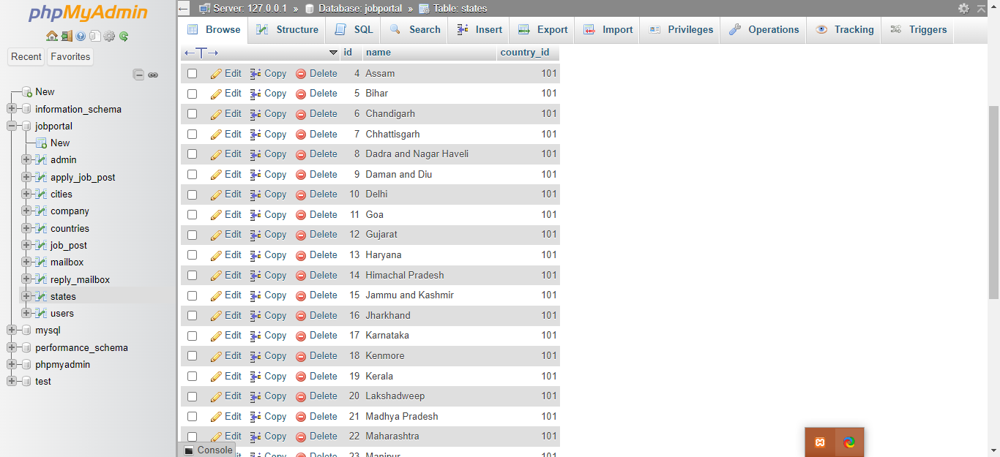 phpMyAdmin
Recent Favorites
New
information_schema
jobportal
New
admin
apply_job_post
cities
company
countries
job_post
mailbox
reply_mailbox
states
users
mysql
performance_schema
phpmyadmin
test
Server: 127.0.0.1 » Database: jobportal » Table: states
Browse Structure SQL Search Insert Export Import Privileges Operations Tracking Triggers
←T→ id name country_id
Edit Copy Delete 4 Assam 101
Edit Copy Delete 5 Bihar 101
Edit Copy Delete 6 Chandigarh 101
Edit Copy Delete 7 Chhattisgarh 101
Edit Copy Delete 8 Dadra and Nagar Haveli 101
Edit Copy Delete 9 Daman and Diu 101
Edit Copy Delete 10 Delhi 101
Edit Copy Delete 11 Goa 101
Edit Copy Delete 12 Gujarat 101
Edit Copy Delete 13 Haryana 101
Edit Copy Delete 14 Himachal Pradesh 101
Edit Copy Delete 15 Jammu and Kashmir 101
Edit Copy Delete 16 Jharkhand 101
Edit Copy Delete 17 Karnataka 101
Edit Copy Delete 18 Kenmore 101
Edit Copy Delete 19 Kerala 101
Edit Copy Delete 20 Lakshadweep 101
Edit Copy Delete 21 Madhya Pradesh 101
Edit Copy Delete 22 Maharashtra 101
Console Copy Delete 23 Manipur 101